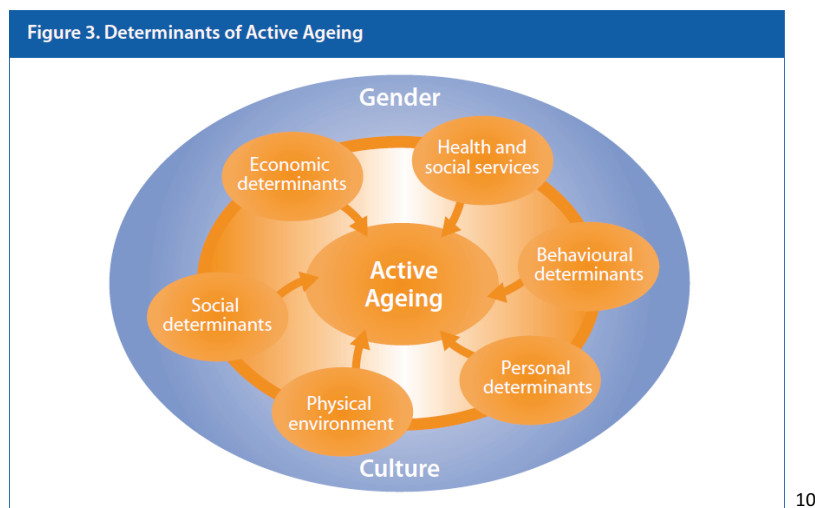 Figure 3. Determinants of Active Ageing
Gender
Economic
determinants
Health and
social services
Behavioural
determinants
Active
Ageing
Social
determinants
Personal
determinants
Physical
environment
Culture
10